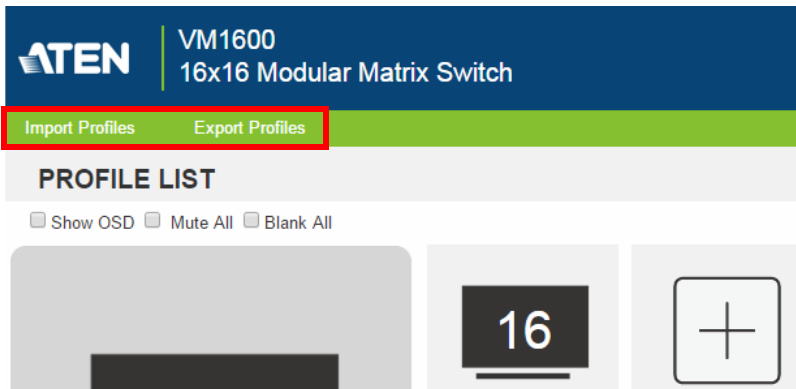 ATEN
VM1600
16x16 Modular Matrix Switch
Import Profiles Export Profiles
PROFILE LIST
Show OSD Mute All Blank All
16